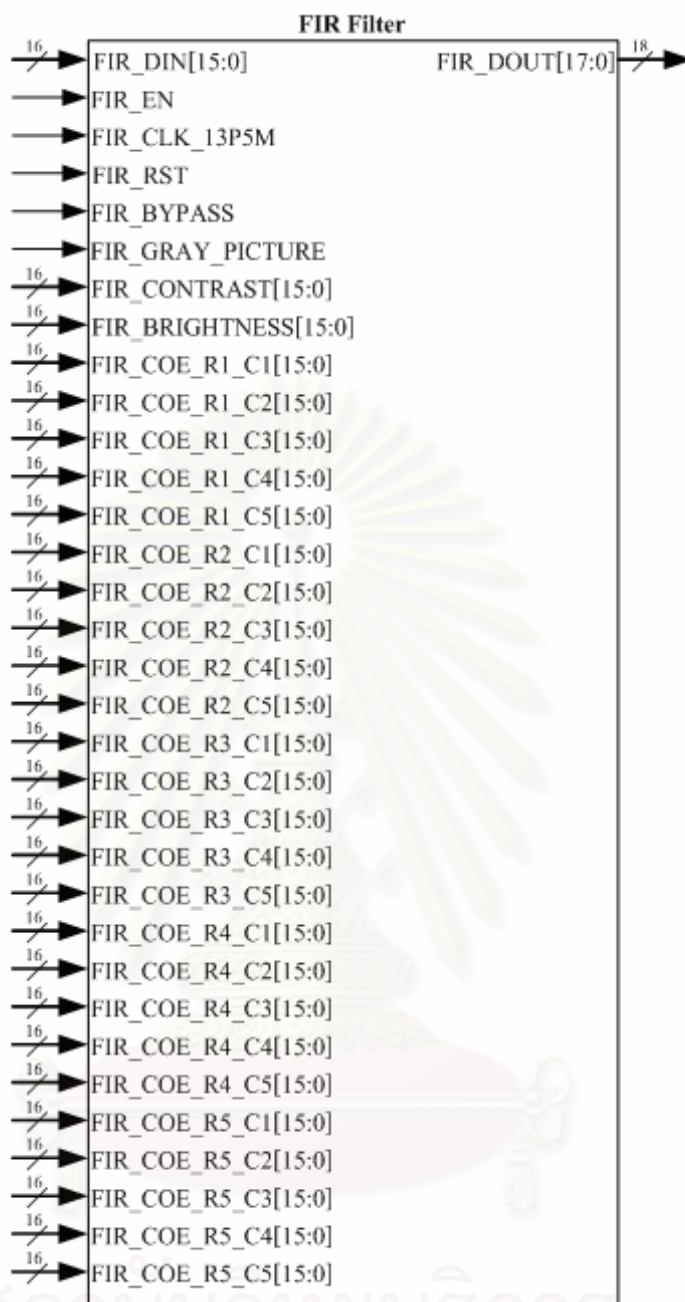 FIR Filter
16 FIR_DIN[15:0] FIR_DOUT[17:0] 18
FIR_EN
FIR_CLK_13P5M
FIR_RST
FIR_BYPASS
FIR_GRAY_PICTURE
16 FIR_CONTRAST[15:0]
16 FIR_BRIGHTNESS[15:0]
16 FIR_COE_R1_C1[15:0]
16 FIR_COE_R1_C2[15:0]
16 FIR_COE_R1_C3[15:0]
16 FIR_COE_R1_C4[15:0]
16 FIR_COE_R1_C5[15:0]
16 FIR_COE_R2_C1[15:0]
16 FIR_COE_R2_C2[15:0]
16 FIR_COE_R2_C3[15:0]
16 FIR_COE_R2_C4[15:0]
16 FIR_COE_R2_C5[15:0]
16 FIR_COE_R3_C1[15:0]
16 FIR_COE_R3_C2[15:0]
16 FIR_COE_R3_C3[15:0]
16 FIR_COE_R3_C4[15:0]
16 FIR_COE_R3_C5[15:0]
16 FIR_COE_R4_C1[15:0]
16 FIR_COE_R4_C2[15:0]
16 FIR_COE_R4_C3[15:0]
16 FIR_COE_R4_C4[15:0]
16 FIR_COE_R4_C5[15:0]
16 FIR_COE_R5_C1[15:0]
16 FIR_COE_R5_C2[15:0]
16 FIR_COE_R5_C3[15:0]
16 FIR_COE_R5_C4[15:0]
16 FIR_COE_R5_C5[15:0]